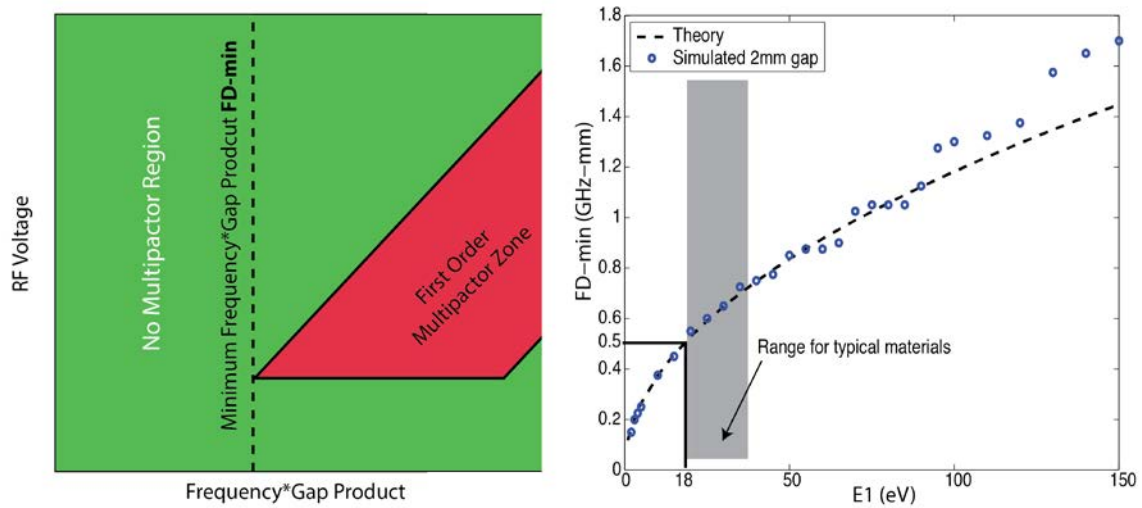 RF Voltage
No Multipactor Region
Minimum Frequency*Gap Prodcut FD-min
First Order
Multipactor Zone
Frequency*Gap Product
FD-min (GHz-mm)
1.8
1.6
1.4
1.2
1
0.8
0.6
0.5
0.4
0.2
0
Theory
Simulated 2mm gap
Range for typical materials
0
18
50
100
150
E1 (eV)